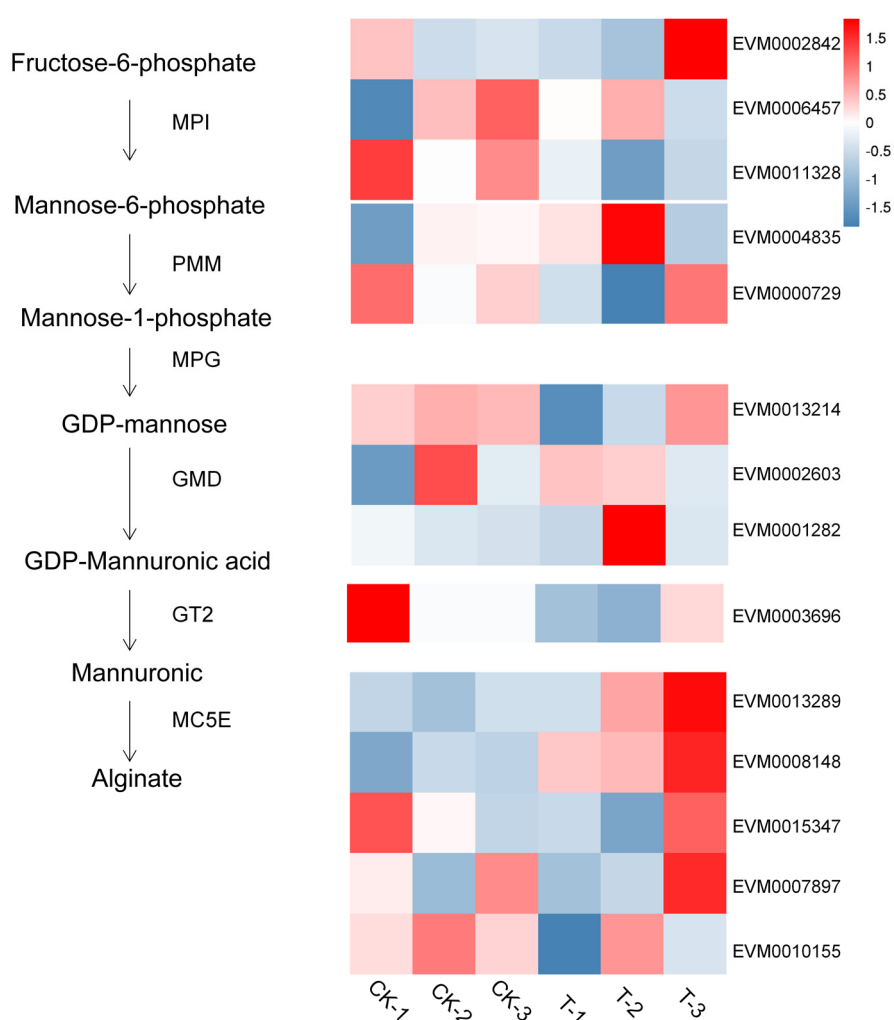 Fructose-6-phosphate
MPI
Mannose-6-phosphate
PMM
Mannose-1-phosphate
MPG
GDP-mannose
GMD
GDP-Mannuronic acid
GT2
Mannuronic
MC5E
Alginate
EVM0002842
EVM0006457
EVM0011328
EVM0004835
EVM0000729
EVM0013214
EVM0002603
EVM0001282
EVM0003696
EVM0013289
EVM0008148
EVM0015347
EVM0007897
EVM0010155
1.5
1
0.5
0
-0.5
-1
-1.5
CK-1 CK-2 CK-3 T-1 T-2 T-3